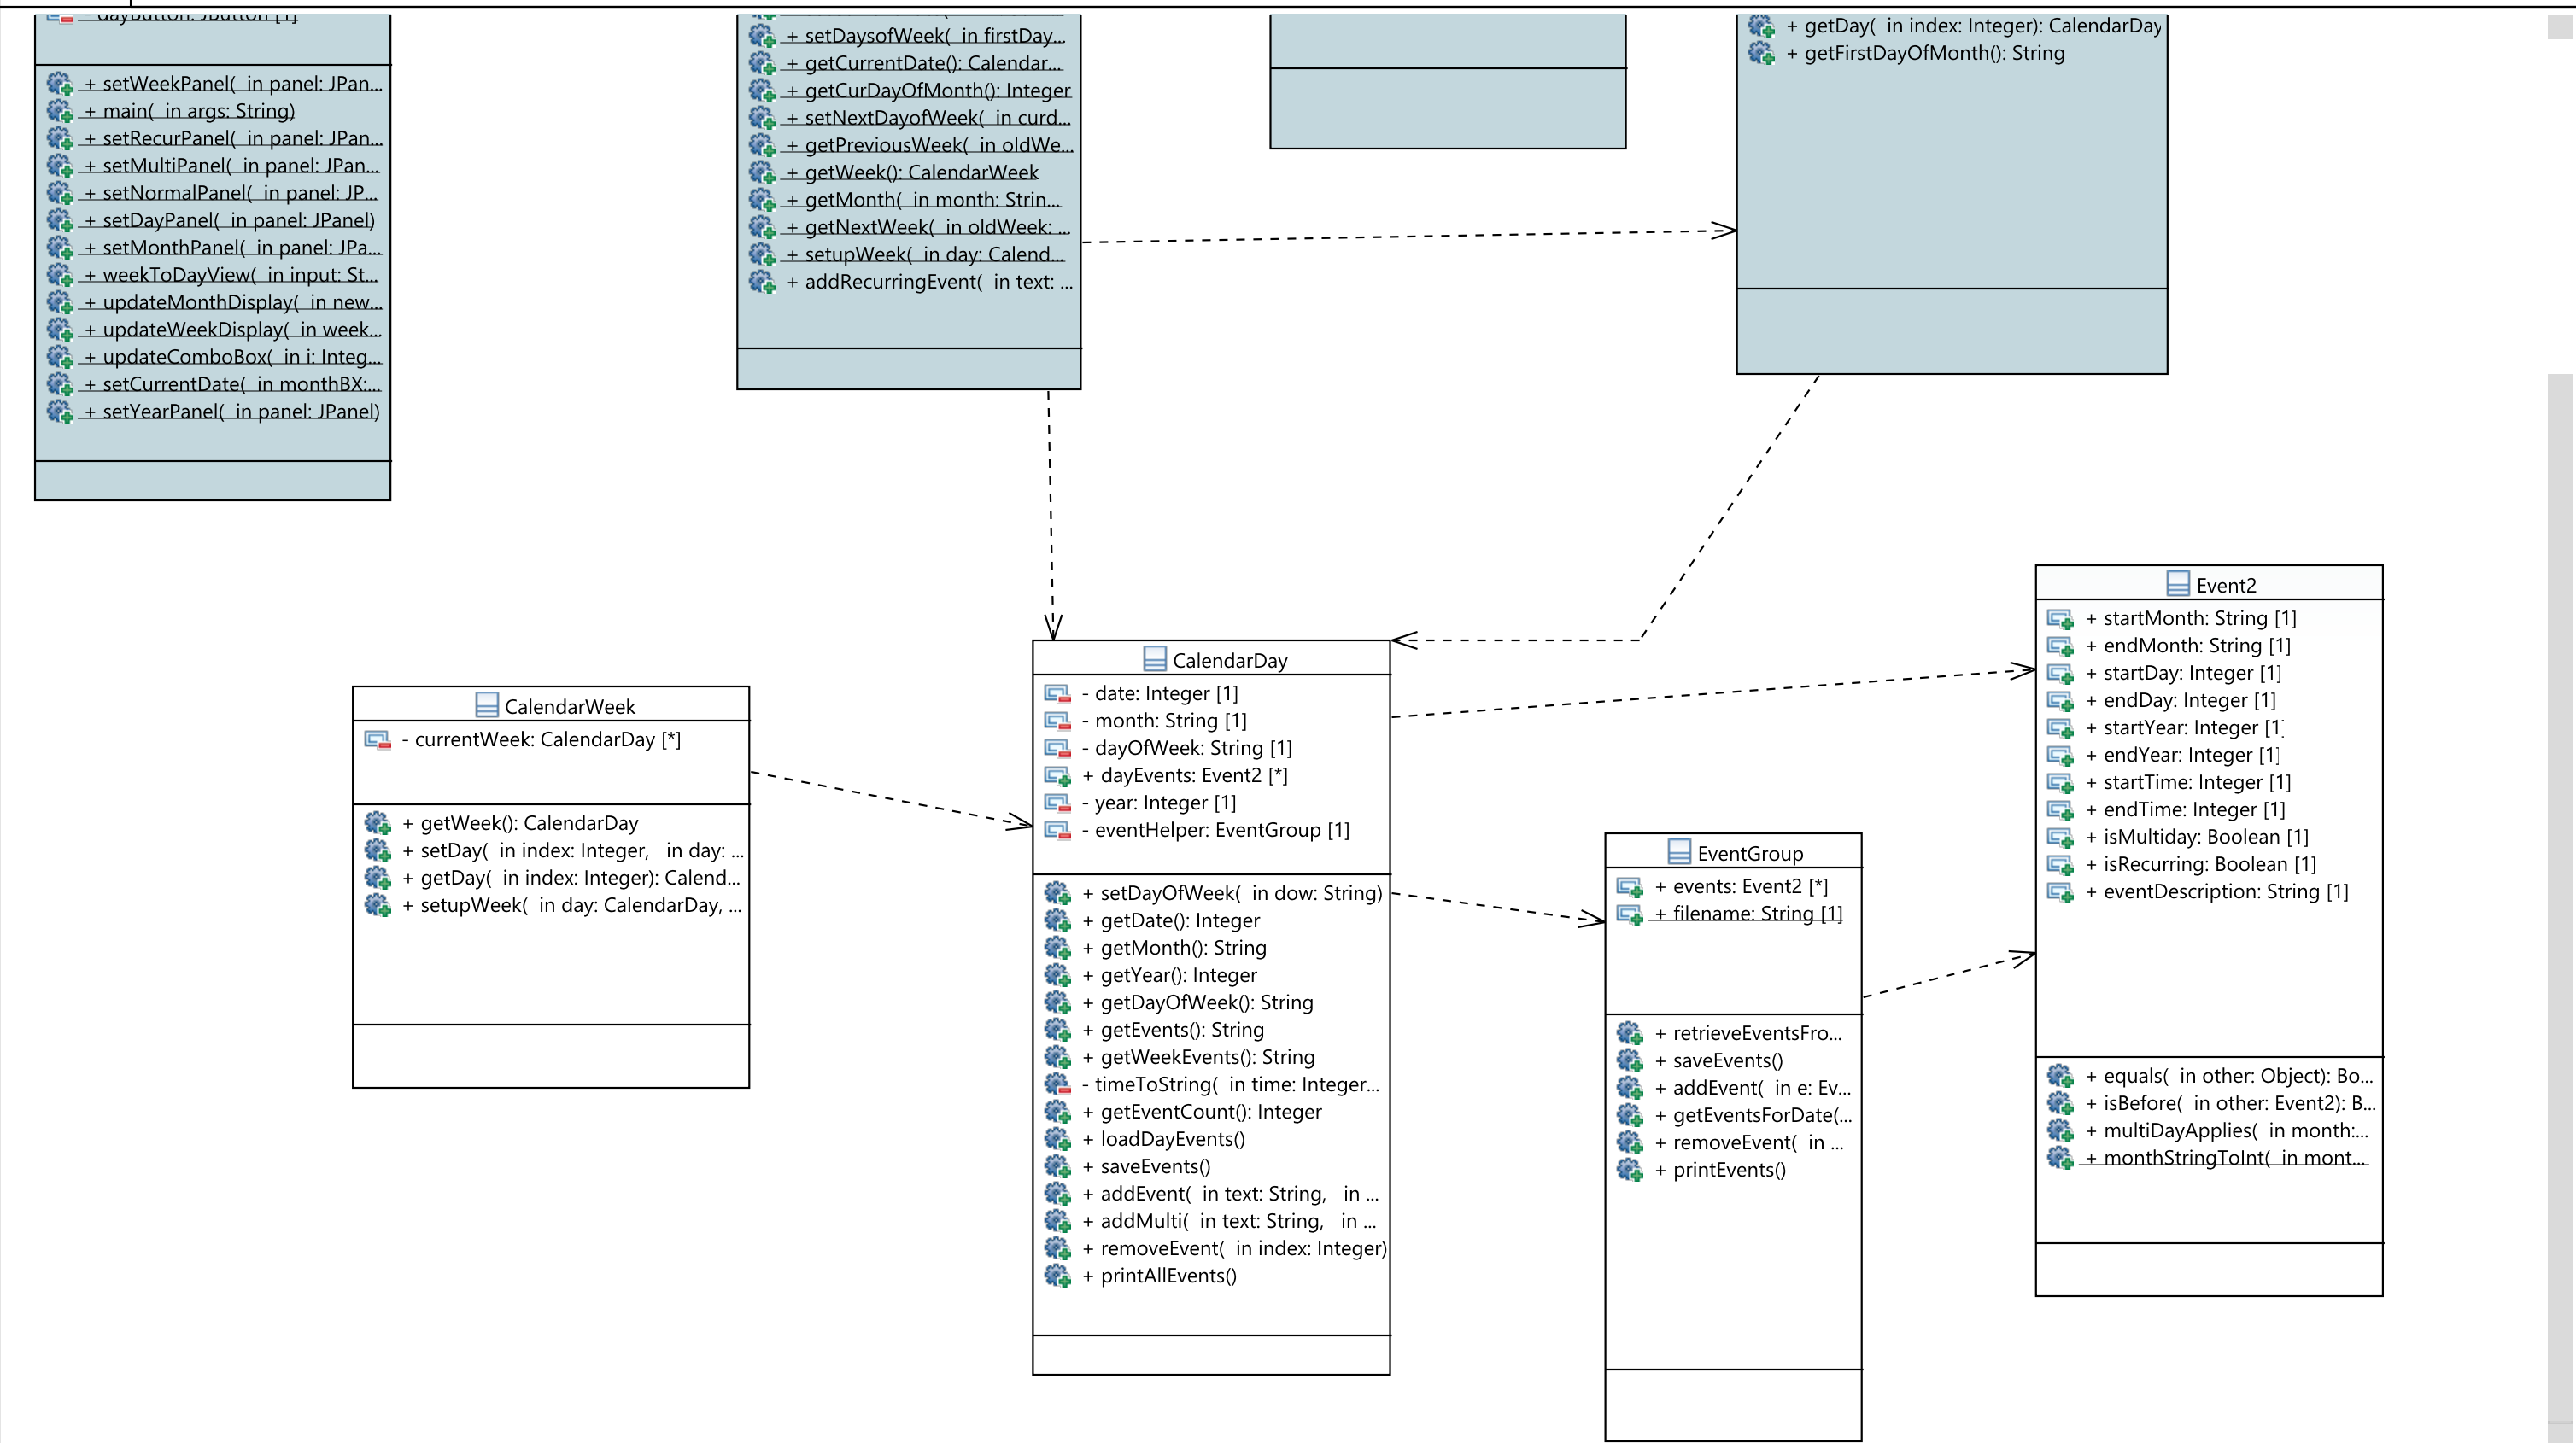 dayButton: JButton [1]
+ setWeekPanel(  in panel: JPan...
+ main(  in args: String)
+ setRecurPanel(  in panel: JPan...
+ setMultiPanel(  in panel: JPan...
+ setNormalPanel(  in panel: JP...
+ setDayPanel(  in panel: JPanel)
+ setMonthPanel(  in panel: JPa...
+ weekToDayView(  in input: St...
+ updateMonthDisplay(  in new...
+ updateWeekDisplay(  in week...
+ updateComboBox(  in i: Integ...
+ setCurrentDate(  in monthBX:...
+ setYearPanel(  in panel: JPanel)
+ setDaysofWeek(  in firstDay...
+ getCurrentDate(): Calendar...
+ getCurDayOfMonth(): Integer
+ setNextDayofWeek(  in curd...
+ getPreviousWeek(  in oldWe...
+ getWeek(): CalendarWeek
+ getMonth(  in month: Strin...
+ getNextWeek(  in oldWeek: ...
+ setupWeek(  in day: Calend...
+ addRecurringEvent(  in text: ...
+ getDay(  in index: Integer): CalendarDay
+ getFirstDayOfMonth(): String
CalendarWeek
- currentWeek: CalendarDay [*]
+ getWeek(): CalendarDay
+ setDay(  in index: Integer,   in day: ...
+ getDay(  in index: Integer): Calend...
+ setupWeek(  in day: CalendarDay, ...
CalendarDay
- date: Integer [1]
- month: String [1]
- dayOfWeek: String [1]
+ dayEvents: Event2 [*]
- year: Integer [1]
- eventHelper: EventGroup [1]
+ setDayOfWeek(  in dow: String)
+ getDate(): Integer
+ getMonth(): String
+ getYear(): Integer
+ getDayOfWeek(): String
+ getEvents(): String
+ getWeekEvents(): String
- timeToString(  in time: Integer...
+ getEventCount(): Integer
+ loadDayEvents()
+ saveEvents()
+ addEvent(  in text: String,   in ...
+ addMulti(  in text: String,   in ...
+ removeEvent(  in index: Integer)
+ printAllEvents()
EventGroup
+ events: Event2 [*]
+ filename: String [1]
+ retrieveEventsFro...
+ saveEvents()
+ addEvent(  in e: Ev...
+ getEventsForDate(...
+ removeEvent(  in ...
+ printEvents()
Event2
+ startMonth: String [1]
+ endMonth: String [1]
+ startDay: Integer [1]
+ endDay: Integer [1]
+ startYear: Integer [1]
+ endYear: Integer [1]
+ startTime: Integer [1]
+ endTime: Integer [1]
+ isMultiday: Boolean [1]
+ isRecurring: Boolean [1]
+ eventDescription: String [1]
+ equals(  in other: Object): Bo...
+ isBefore(  in other: Event2): B...
+ multiDayApplies(  in month:...
+ monthStringToInt(  in mont...